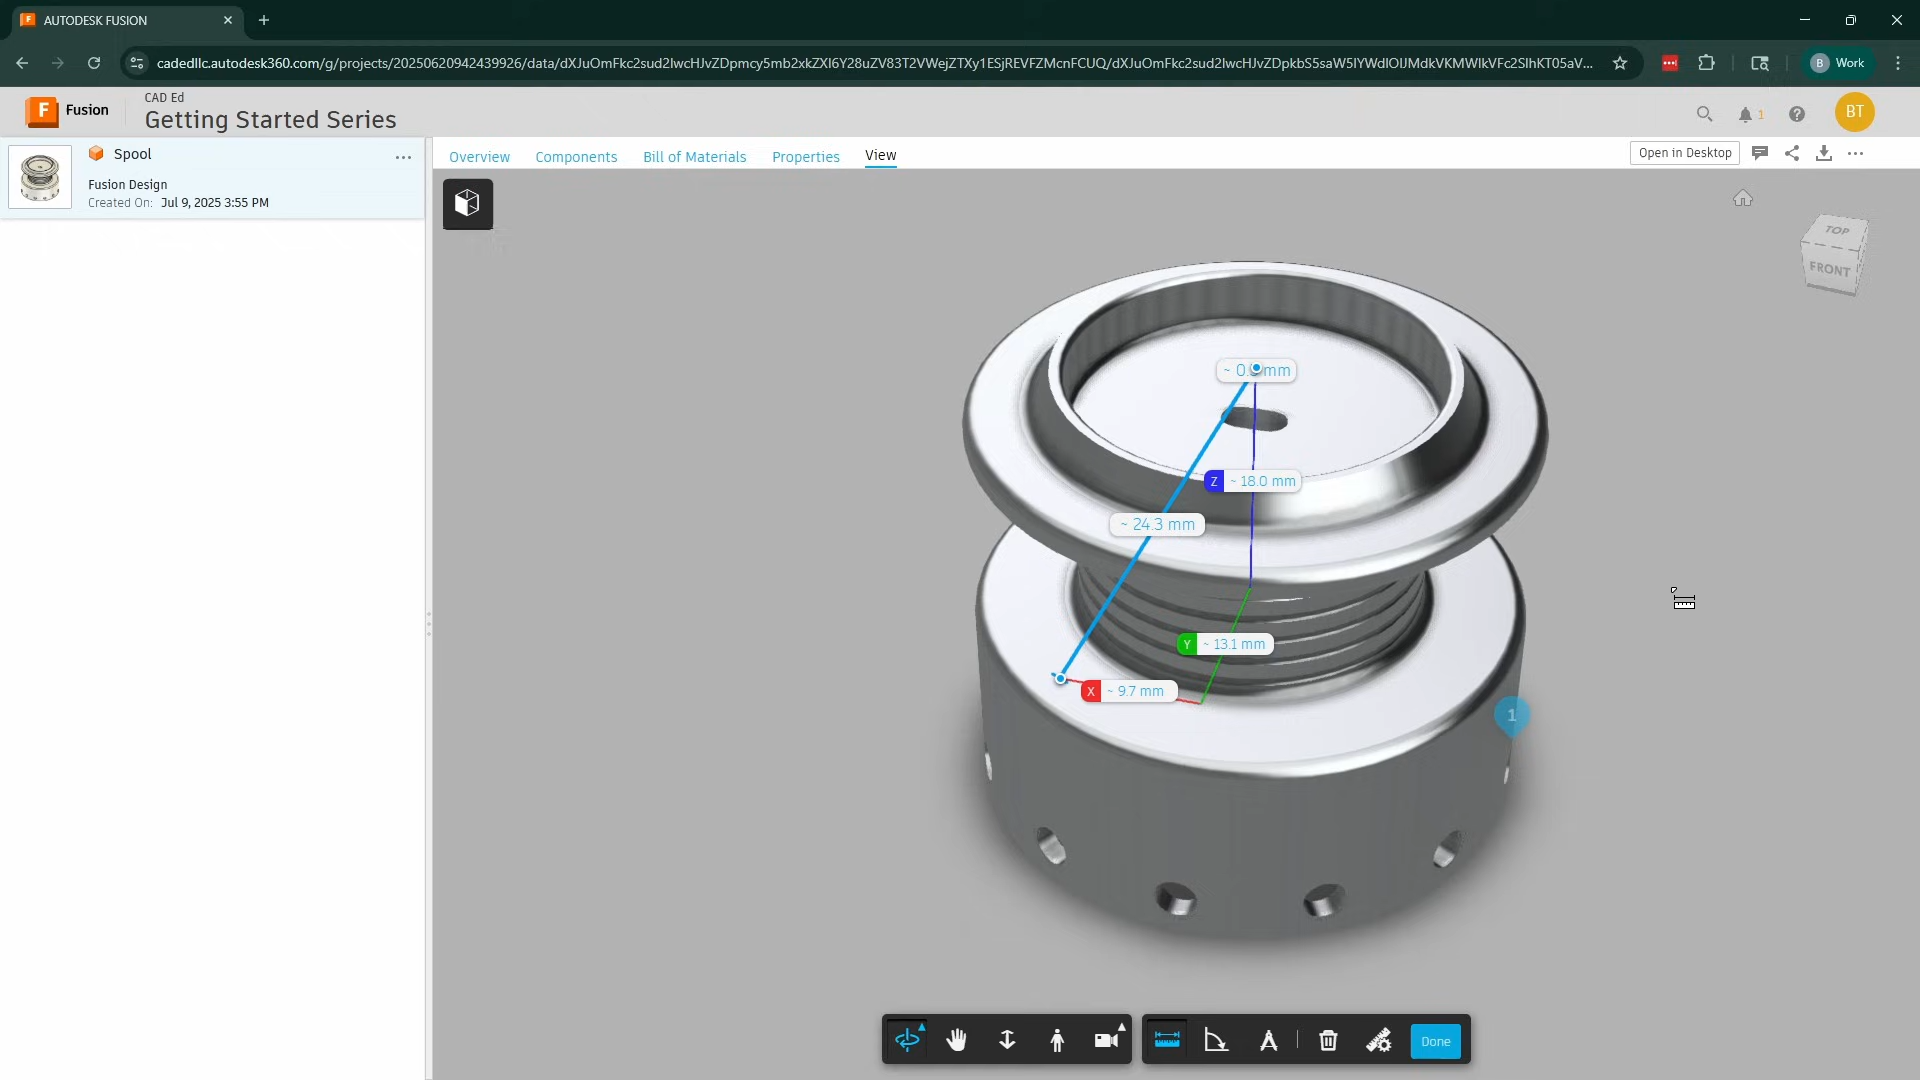 AUTODESK FUSION
cadedllc.autodesk360.com/g/projects/20250620942439926/data/
Work
F Fusion
CAD Ed
Getting Started Series
1
BT
Spool
Fusion Design
Created On: Jul 9, 2025 3:55 PM
Overview
Components
Bill of Materials
Properties
View
Open in Desktop
TOP
FRONT
Z ~ 18.0 mm
~ 24.3 mm
Y ~ 13.1 mm
X ~ 9.7 mm
1
Done